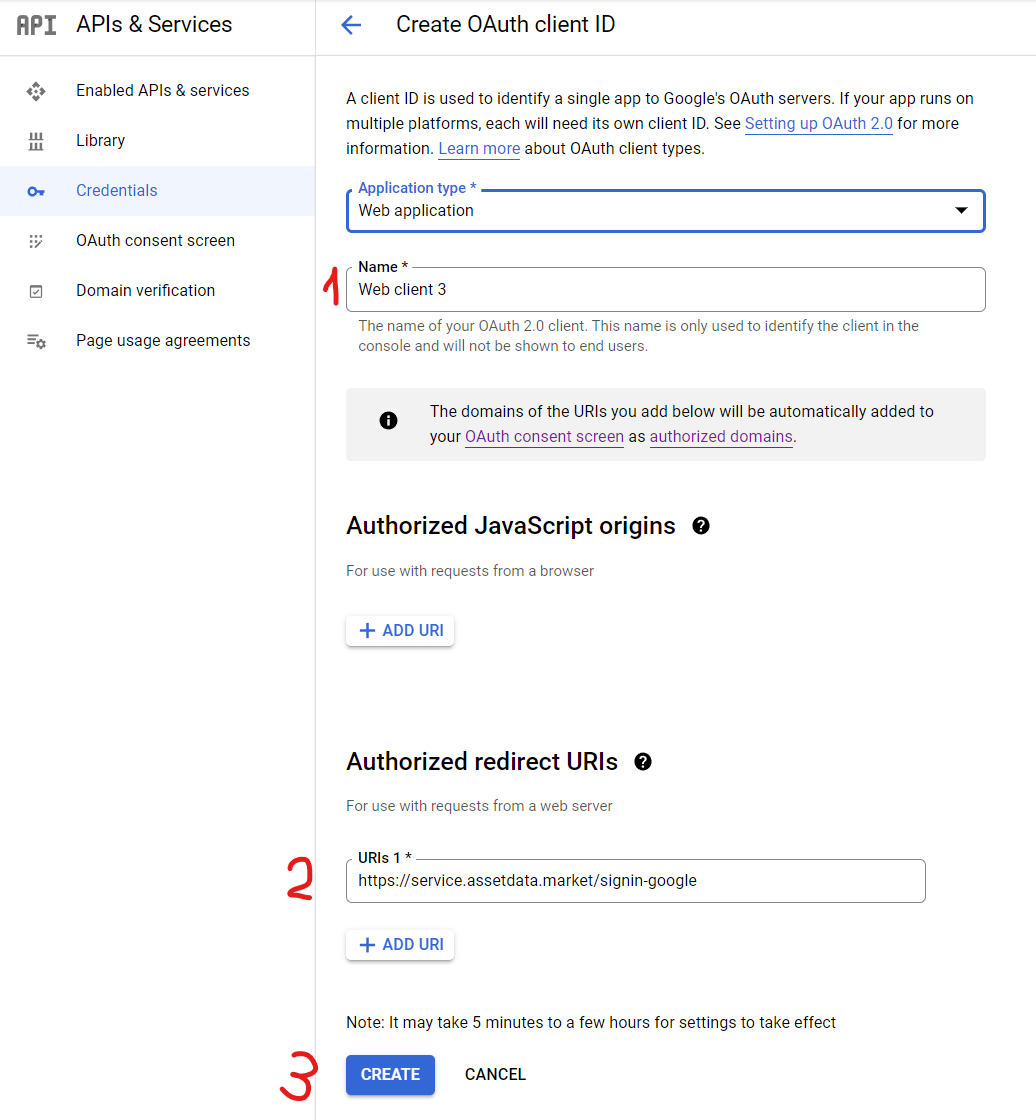 API APIs & Services
Enabled APIs & services
Library
Credentials
OAuth consent screen
Domain verification
Page usage agreements
Create OAuth client ID
A client ID is used to identify a single app to Google's OAuth servers. If your app runs on
multiple platforms, each will need its own client ID. See Setting up OAuth 2.0 for more
information. Learn more about OAuth client types.
Application type *
Web application
1
Name *
Web client 3
The name of your OAuth 2.0 client. This name is only used to identify the client in the
console and will not be shown to end users.
The domains of the URIs you add below will be automatically added to
your OAuth consent screen as authorized domains.
Authorized JavaScript origins
For use with requests from a browser
+ ADD URI
Authorized redirect URIs
For use with requests from a web server
2
URIs 1 *
https://service.assetdata.market/signin-google
+ ADD URI
Note: It may take 5 minutes to a few hours for settings to take effect
3
CREATE CANCEL